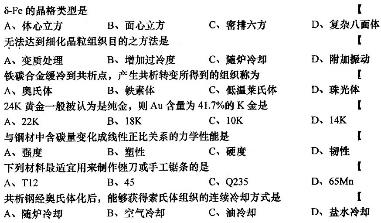 δ-Fe的晶格类型是 【
A、体心立方 B、面心立方 C、密排六方 D、复杂八面体
无法达到细化晶粒组织目之方法是 【
A、变质处理 B、增加过冷度 C、随炉冷却 D、附加振动
铁碳合金缓冷到共析点，产生共析转变所得到的组织称为 【
A、奥氏体 B、铁素体 C、低温莱氏体 D、珠光体
24K 黄金一般被认为是纯金，则 Au 含量为 41.7%的 K 金是 【
A、22K B、18K C、10K D、14K
与钢材中含碳量变化成线性正比关系的力学性能是 【
A、强度 B、塑性 C、硬度 D、韧性
下列材料最适宜用来制作锉刀或手工锯条的是 【
A、T12 B、45 C、Q235 D、65Mn
共析钢经奥氏体化后，能够获得索氏体组织的连续冷却方式是 【
A、随炉冷却 B、空气冷却 C、油冷却 D、盐水冷却